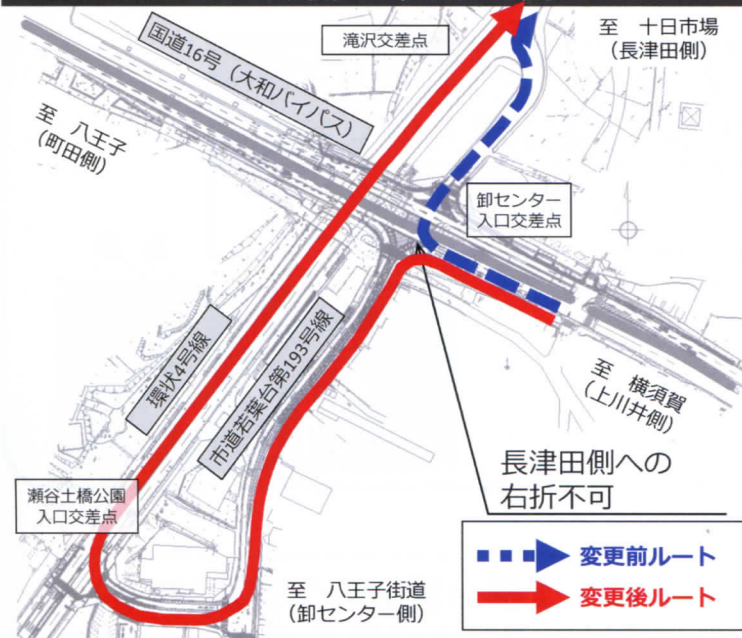 国道16号（大和バイパス）
滝沢交差点
至　十日市場
（長津田側）
至　八王子
（町田側）
卸センター
入口交差点
環状4号線
市道若葉台第193号線
至　横須賀
（上川井側）
長津田側への
右折不可
瀬谷土橋公園
入口交差点
至　八王子街道
（卸センター側）
変更前ルート
変更後ルート